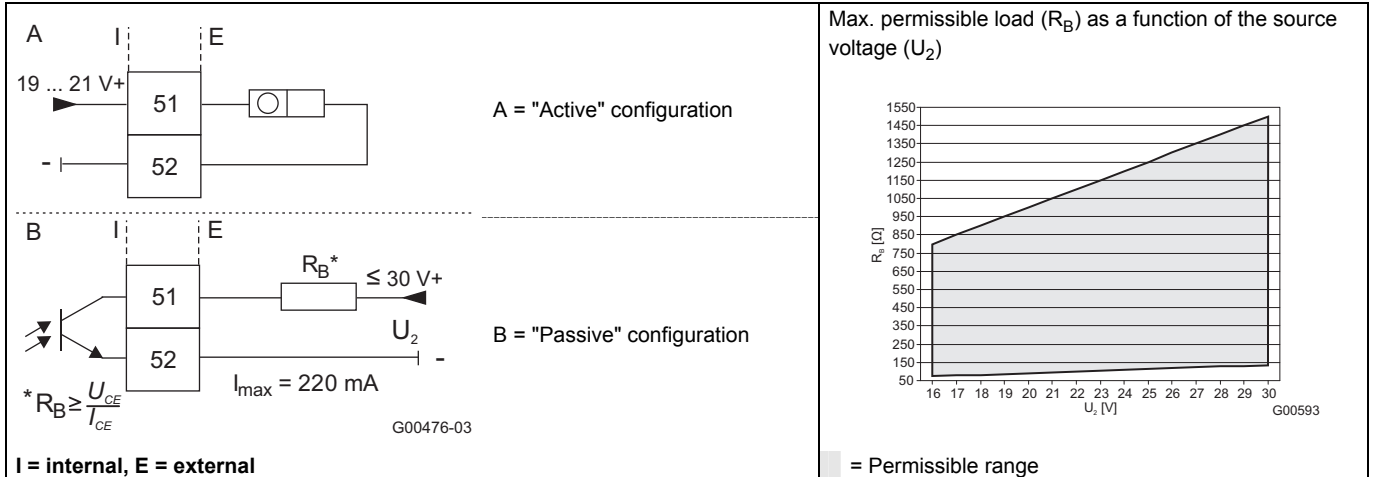 A
I
E
19 ... 21 V+
51
-
52
A = "Active" configuration
B
I
E
51
R_B*
≤ 30 V+
U₂
52
-
I_max = 220 mA
*R_B ≥ U_CE / I_CE
G00476-03
B = "Passive" configuration
I = internal, E = external
Max. permissible load (R_B) as a function of the source
voltage (U₂)
1550
1450
1350
1250
1150
1050
950
850
750
650
550
450
350
250
150
50
R_B [Ω]
16 17 18 19 20 21 22 23 24 25 26 27 28 29 30
U₂ [V]
G00593
= Permissible range